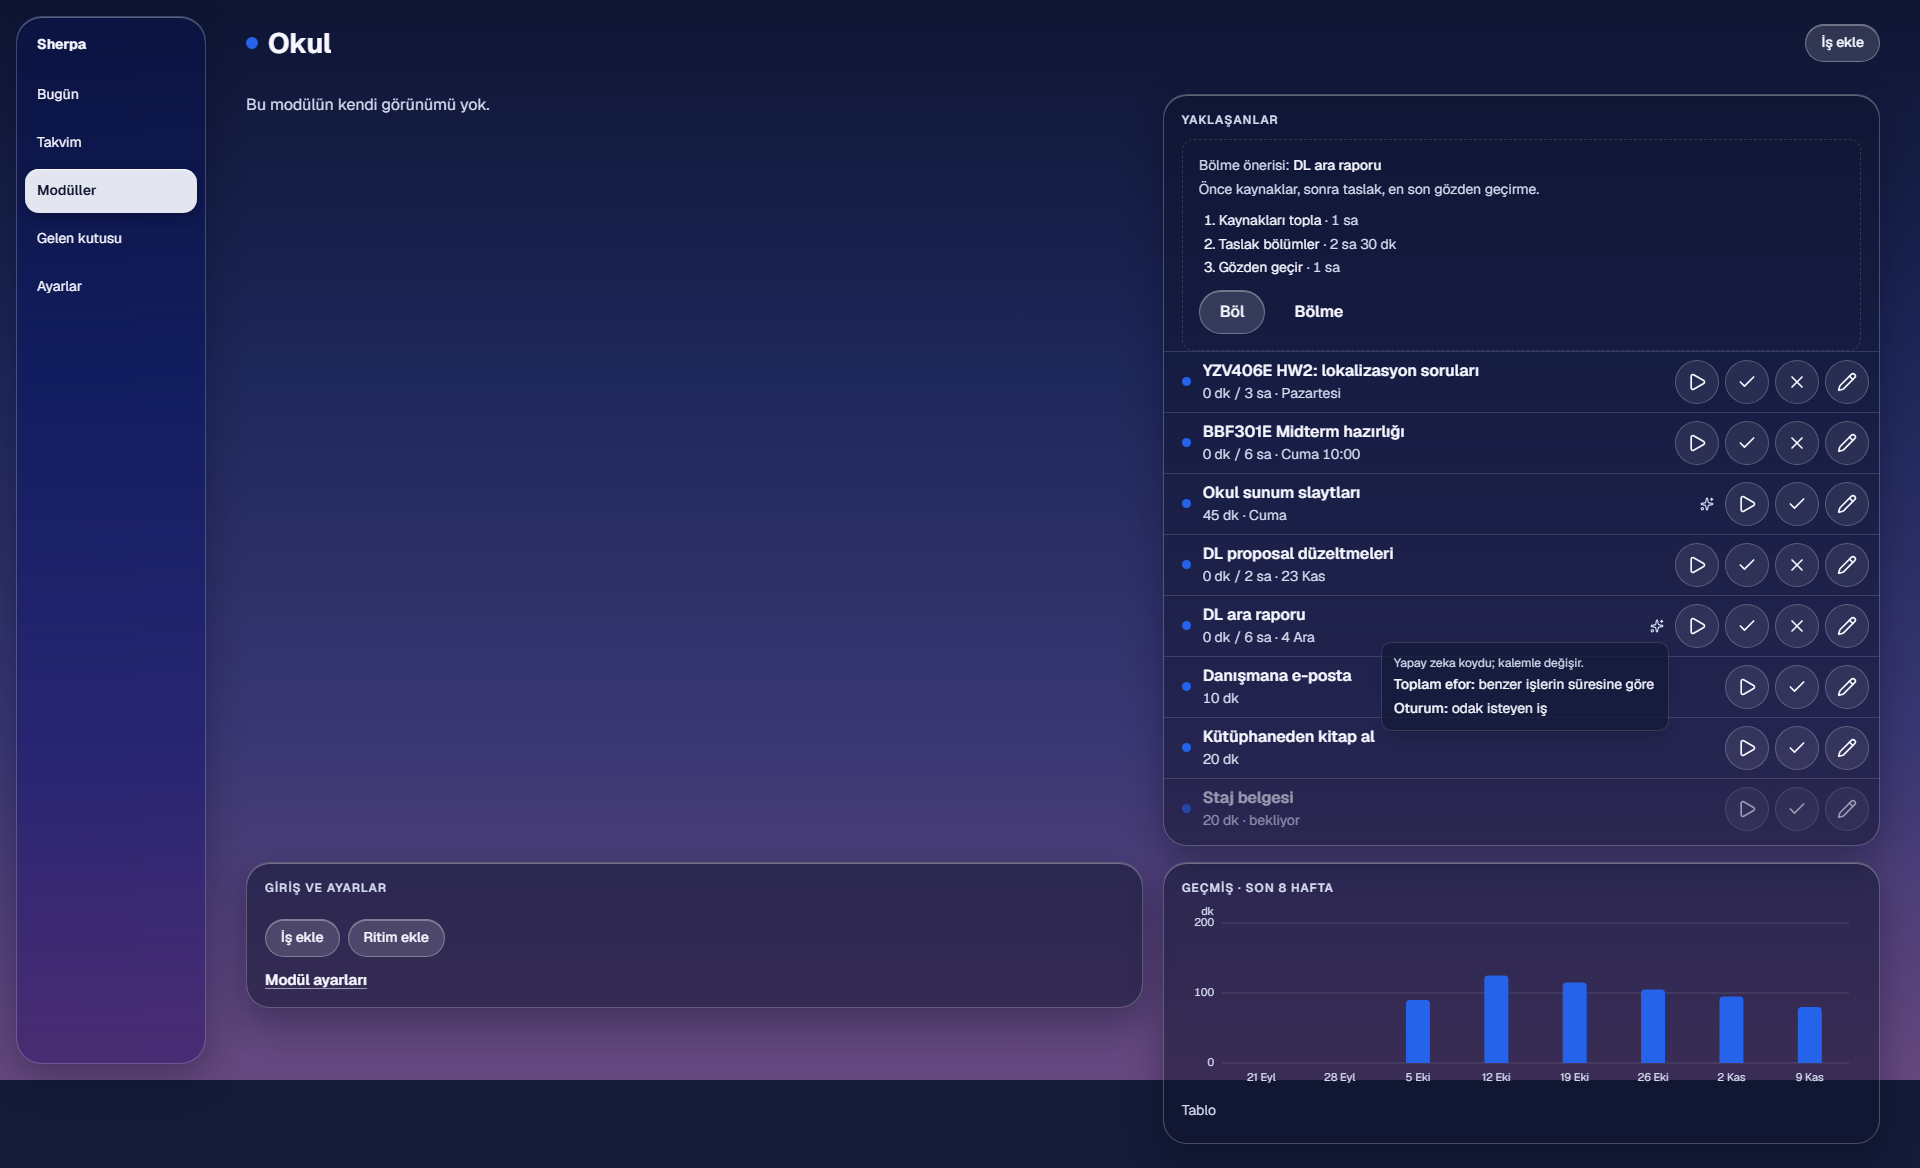 Sherpa
Bugün
Takvim
Modüller
Gelen kutusu
Ayarlar
Okul
İş ekle
Bu modülün kendi görünümü yok.
YAKLAŞANLAR
Bölme önerisi: DL ara raporu
Önce kaynaklar, sonra taslak, en son gözden geçirme.
1. Kaynakları topla · 1 sa
2. Taslak bölümler · 2 sa 30 dk
3. Gözden geçir · 1 sa
Böl
Bölme
YZV406E HW2: lokalizasyon soruları
0 dk / 3 sa · Pazartesi
BBF301E Midterm hazırlığı
0 dk / 6 sa · Cuma 10:00
Okul sunum slaytları
45 dk · Cuma
DL proposal düzeltmeleri
0 dk / 2 sa · 23 Kas
DL ara raporu
0 dk / 6 sa · 4 Ara
Yapay zeka koydu; kalemle değişir.
Toplam efor: benzer işlerin süresine göre
Oturum: odak isteyen iş
Danışmana e-posta
10 dk
Kütüphaneden kitap al
20 dk
Staj belgesi
20 dk · bekliyor
GİRİŞ VE AYARLAR
İş ekle
Ritim ekle
Modül ayarları
GEÇMİŞ · SON 8 HAFTA
dk
200
100
0
21 Eyl
28 Eyl
5 Eki
12 Eki
19 Eki
26 Eki
2 Kas
9 Kas
Tablo